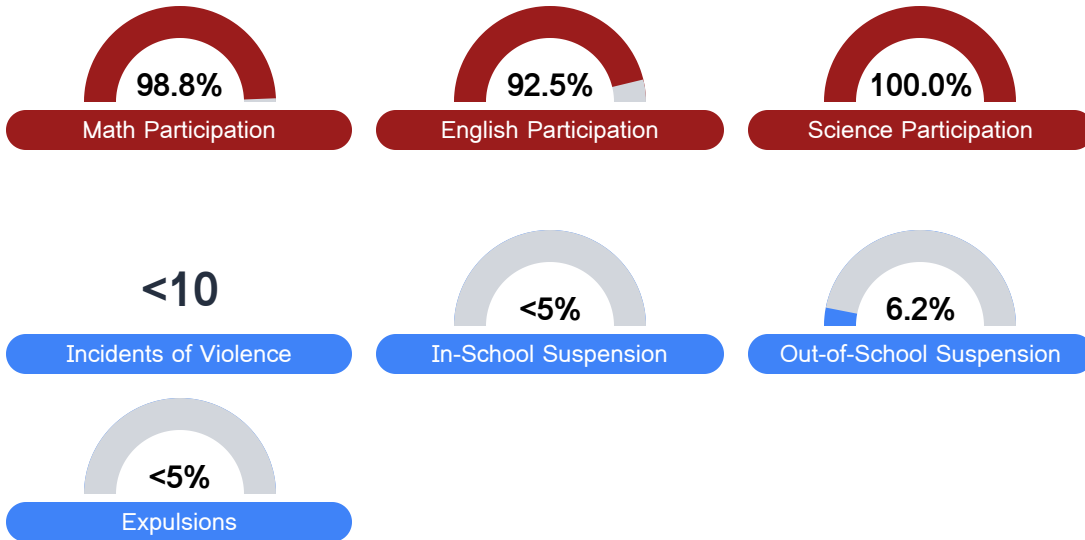 98.8%
Math Participation
92.5%
English Participation
100.0%
Science Participation
<10
Incidents of Violence
<5%
In-School Suspension
6.2%
Out-of-School Suspension
<5%
Expulsions